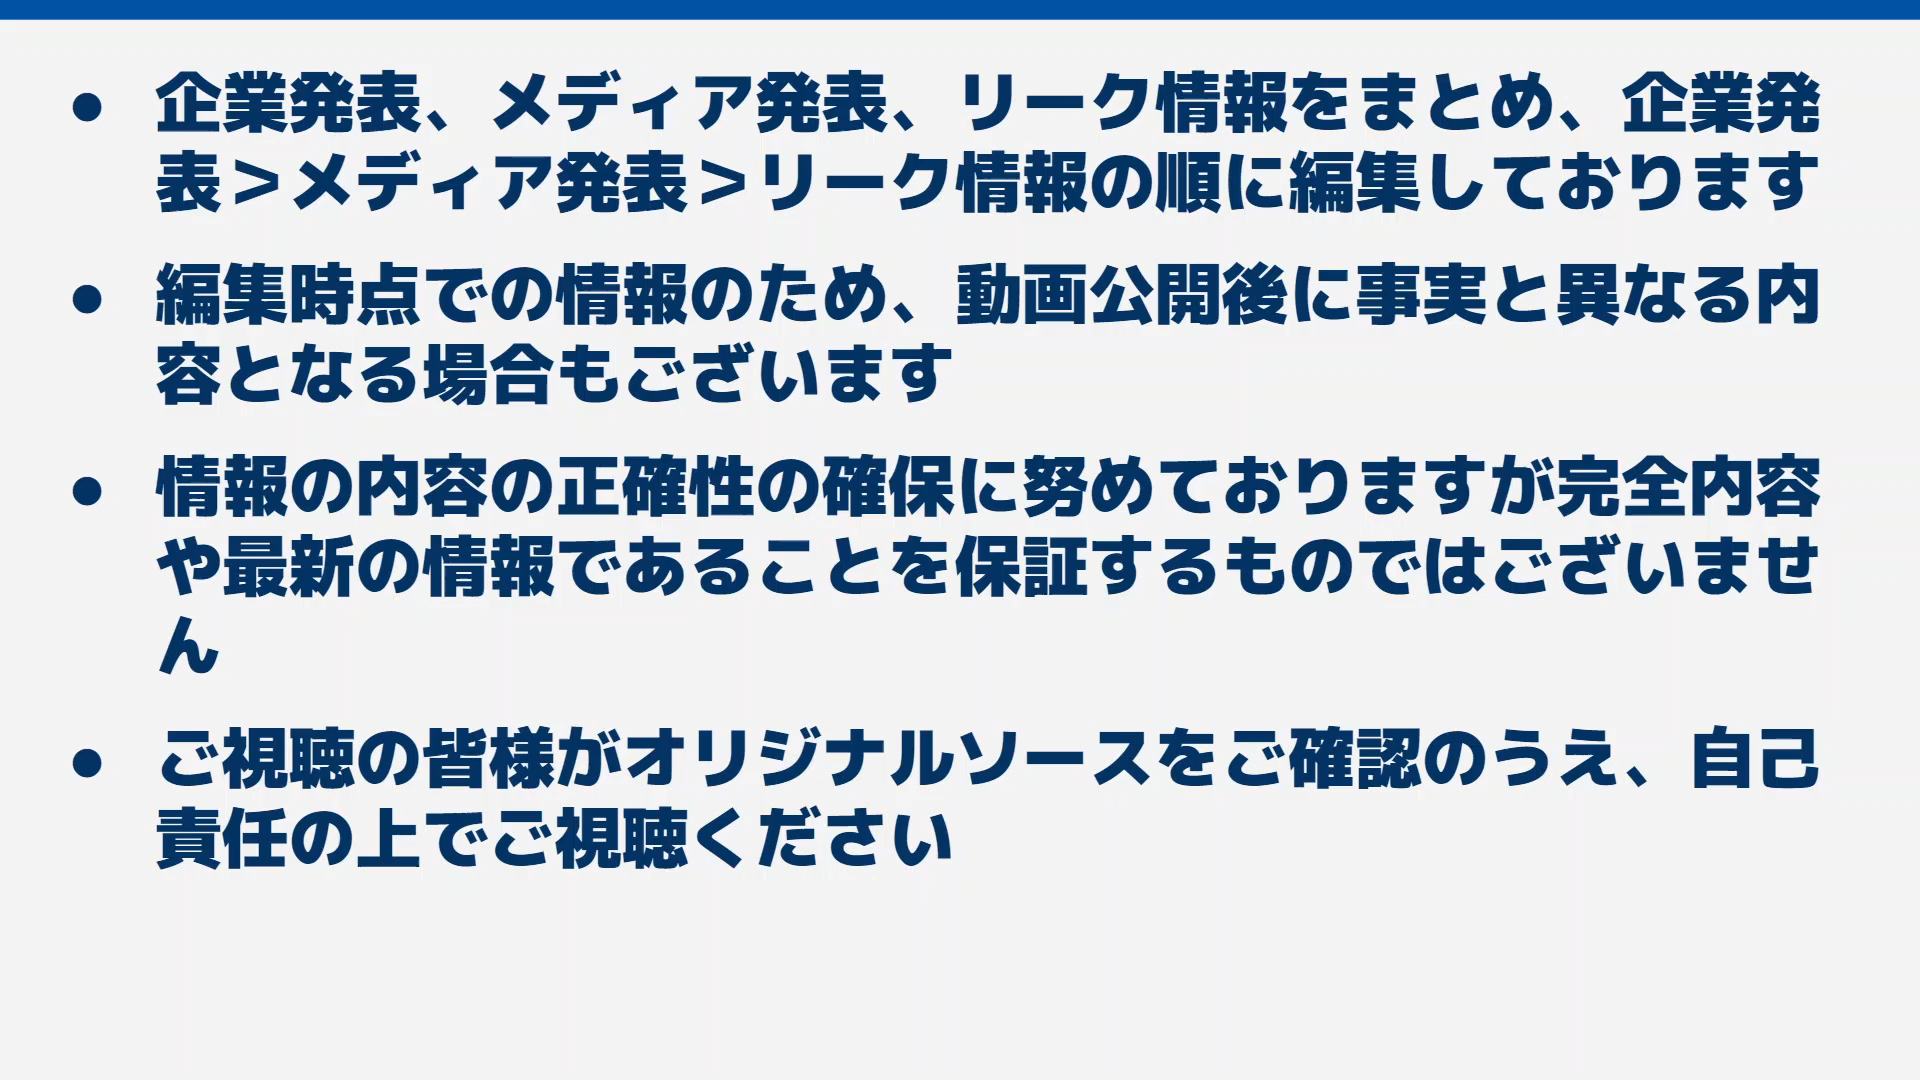 ● 企業発表、メディア発表、リーク情報をまとめ、企業発
表＞メディア発表＞リーク情報の順に編集しております
● 編集時点での情報のため、動画公開後に事実と異なる内
容となる場合もございます
● 情報の内容の正確性の確保に努めておりますが完全内容
や最新の情報であることを保証するものではございませ
ん
● ご視聴の皆様がオリジナルソースをご確認のうえ、自己
責任の上でご視聴ください